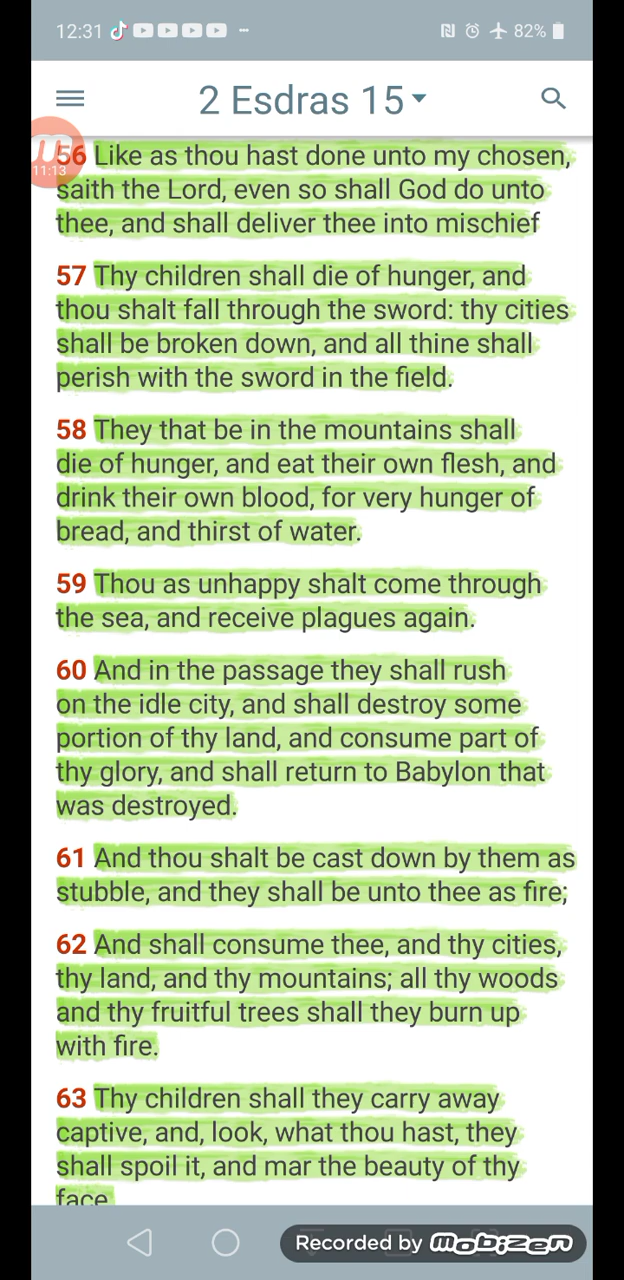 12:31 82%
2 Esdras 15
56 Like as thou hast done unto my chosen,
11:13
saith the Lord, even so shall God do unto
thee, and shall deliver thee into mischief
57 Thy children shall die of hunger, and
thou shalt fall through the sword: thy cities
shall be broken down, and all thine shall
perish with the sword in the field.
58 They that be in the mountains shall
die of hunger, and eat their own flesh, and
drink their own blood, for very hunger of
bread, and thirst of water.
59 Thou as unhappy shalt come through
the sea, and receive plagues again.
60 And in the passage they shall rush
on the idle city, and shall destroy some
portion of thy land, and consume part of
thy glory, and shall return to Babylon that
was destroyed.
61 And thou shalt be cast down by them as
stubble, and they shall be unto thee as fire;
62 And shall consume thee, and thy cities,
thy land, and thy mountains; all thy woods
and thy fruitful trees shall they burn up
with fire.
63 Thy children shall they carry away
captive, and, look, what thou hast, they
shall spoil it, and mar the beauty of thy
face
Recorded by mobizen